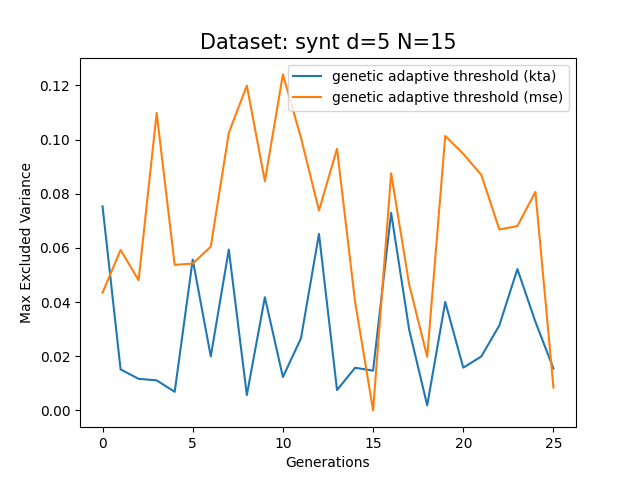 Dataset: synt d=5 N=15
genetic adaptive threshold (kta)
genetic adaptive threshold (mse)
Max Excluded Variance
0.12
0.10
0.08
0.06
0.04
0.02
0.00
0 5 10 15 20 25
Generations